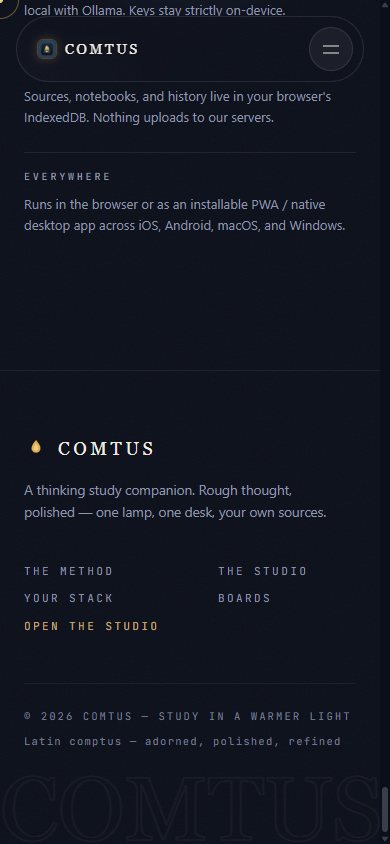 local with Ollama. Keys stay strictly on-device.
COMTUS
Sources, notebooks, and history live in your browser's
IndexedDB. Nothing uploads to our servers.
EVERYWHERE
Runs in the browser or as an installable PWA / native
desktop app across iOS, Android, macOS, and Windows.
COMTUS
A thinking study companion. Rough thought,
polished — one lamp, one desk, your own sources.
THE METHOD
THE STUDIO
YOUR STACK
BOARDS
OPEN THE STUDIO
© 2026 COMTUS — STUDY IN A WARMER LIGHT
Latin comptus — adorned, polished, refined
COMTUS